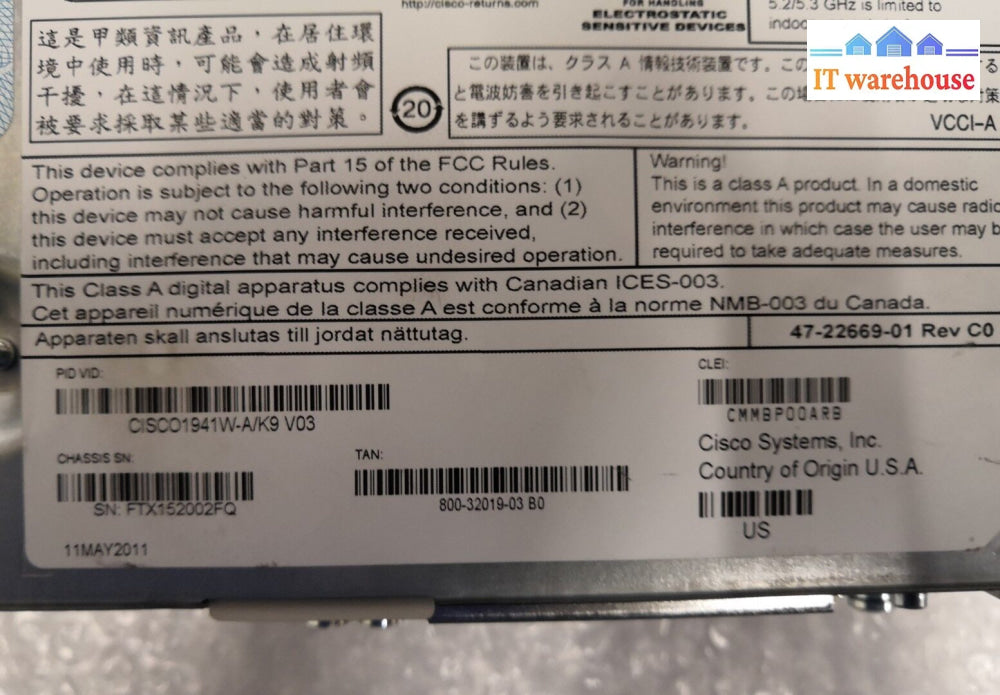 http://cisco-returns.com
FOR HANDLING
ELECTROSTATIC
SENSITIVE DEVICES
5.2/5.3 GHz is limited to
IT warehouse
這是甲類資訊產品，在居住環
境中使用時，可能會造成射頻
干擾，在這情況下，使用者會
被要求採取某些適當的對策。
20
この装置は、クラス A 情報技術装置です。この
と電波妨害を引き起こすことがあります。この
を講ずるよう要求されることがあります。
VCCI-A
This device complies with Part 15 of the FCC Rules.
Operation is subject to the following two conditions: (1)
this device may not cause harmful interference, and (2)
this device must accept any interference received,
including interference that may cause undesired operation.
Warning!
This is a class A product. In a domestic
environment this product may cause radio
interference in which case the user may b
required to take adequate measures.
This Class A digital apparatus complies with Canadian ICES-003.
Cet appareil numérique de la classe A est conforme à la norme NMB-003 du Canada.
Apparaten skall anslutas till jordat nättutag.
47-22669-01 Rev C0
PID VID:
CISCO1941W-A/K9 V03
CLEI:
CMMBP00ARB
Cisco Systems, Inc.
Country of Origin U.S.A.
US
CHASSIS SN:
SN: FTX152002FQ
TAN:
800-32019-03 B0
11MAY2011